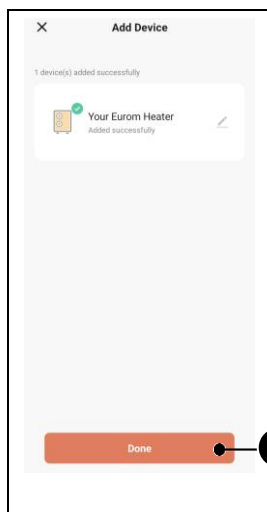 Add Device
1 device(s) added successfully
Your Eurom Heater
Added successfully
Done